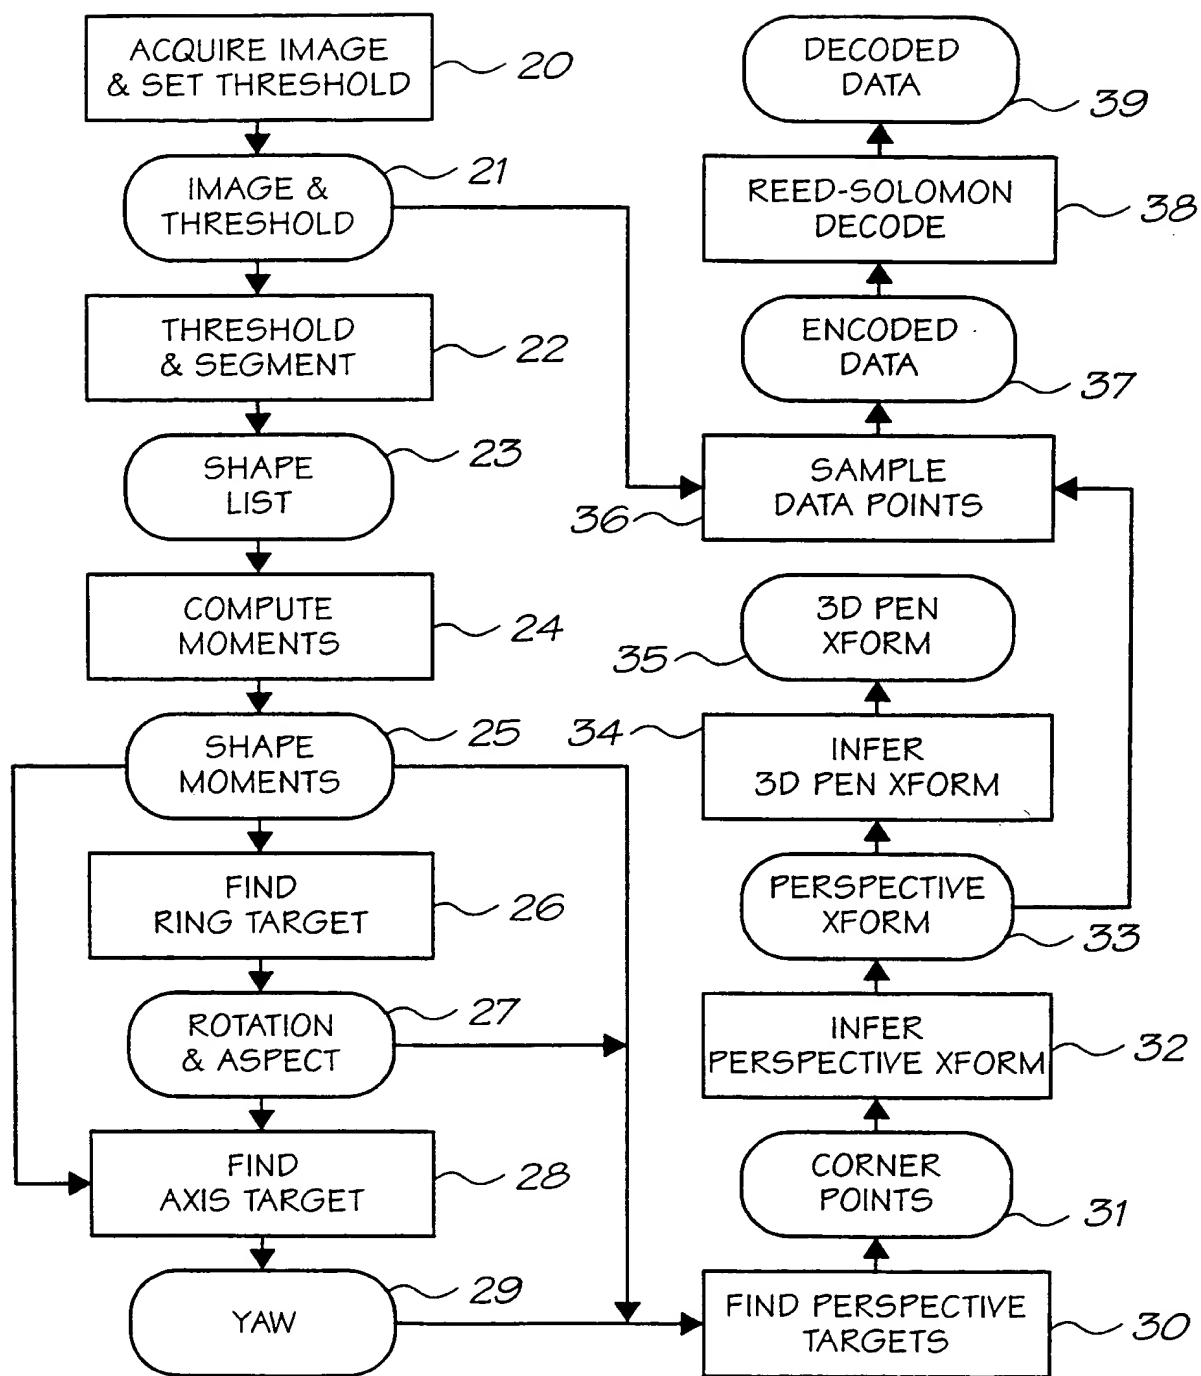 ACQUIRE IMAGE
& SET THRESHOLD
20
IMAGE &
THRESHOLD
21
THRESHOLD
& SEGMENT
22
SHAPE
LIST
23
COMPUTE
MOMENTS
24
SHAPE
MOMENTS
25
FIND
RING TARGET
26
ROTATION
& ASPECT
27
FIND
AXIS TARGET
28
YAW
29
FIND PERSPECTIVE
TARGETS
30
CORNER
POINTS
31
INFER
PERSPECTIVE XFORM
32
PERSPECTIVE
XFORM
33
INFER
3D PEN XFORM
34
3D PEN
XFORM
35
SAMPLE
DATA POINTS
36
ENCODED
DATA
37
REED-SOLOMON
DECODE
38
DECODED
DATA
39